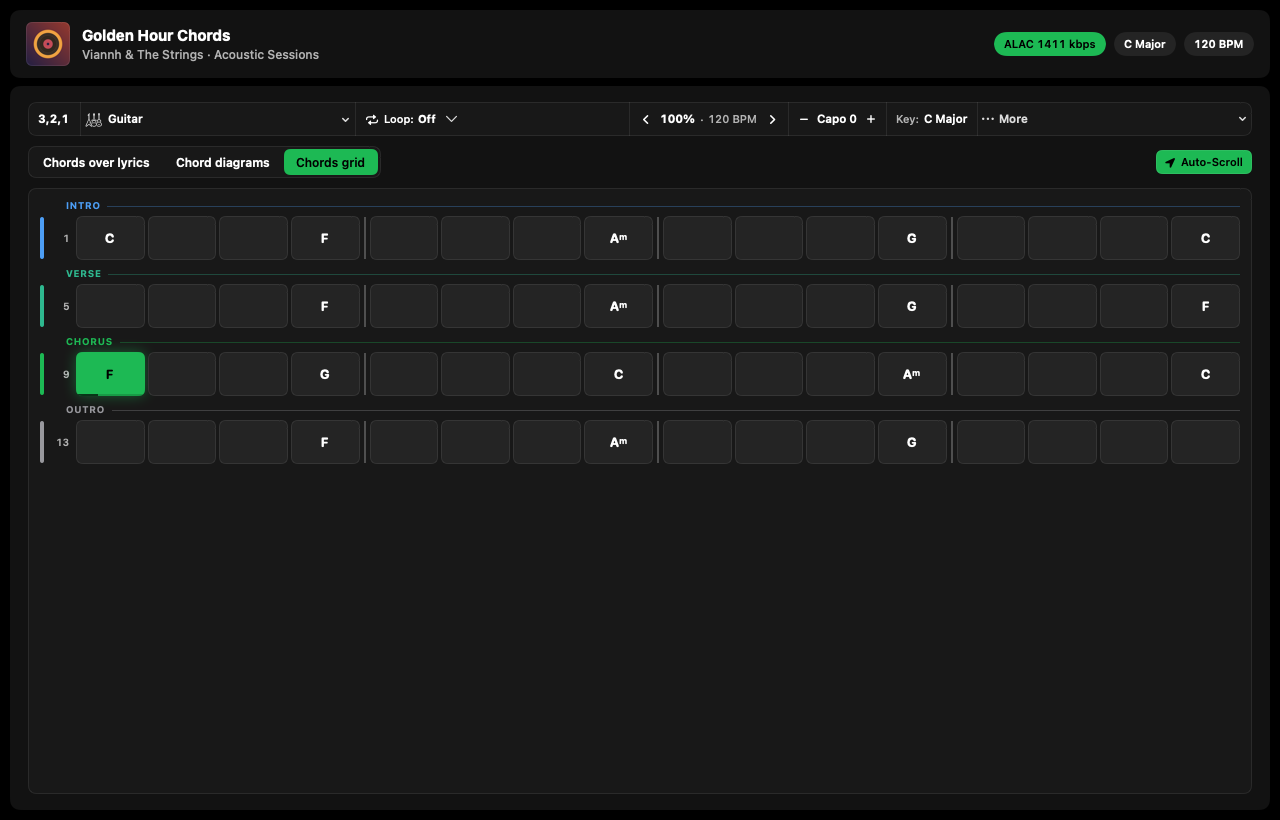 Golden Hour Chords
Viannh & The Strings · Acoustic Sessions
ALAC 1411 kbps
C Major
120 BPM
3,2,1
Guitar
Loop: Off
100% · 120 BPM
− Capo 0 +
Key: C Major
··· More
Chords over lyrics
Chord diagrams
Chords grid
Auto-Scroll
INTRO
1 C F Am G C
VERSE
5 F Am G F
CHORUS
9 F G C Am C
OUTRO
13 F Am G